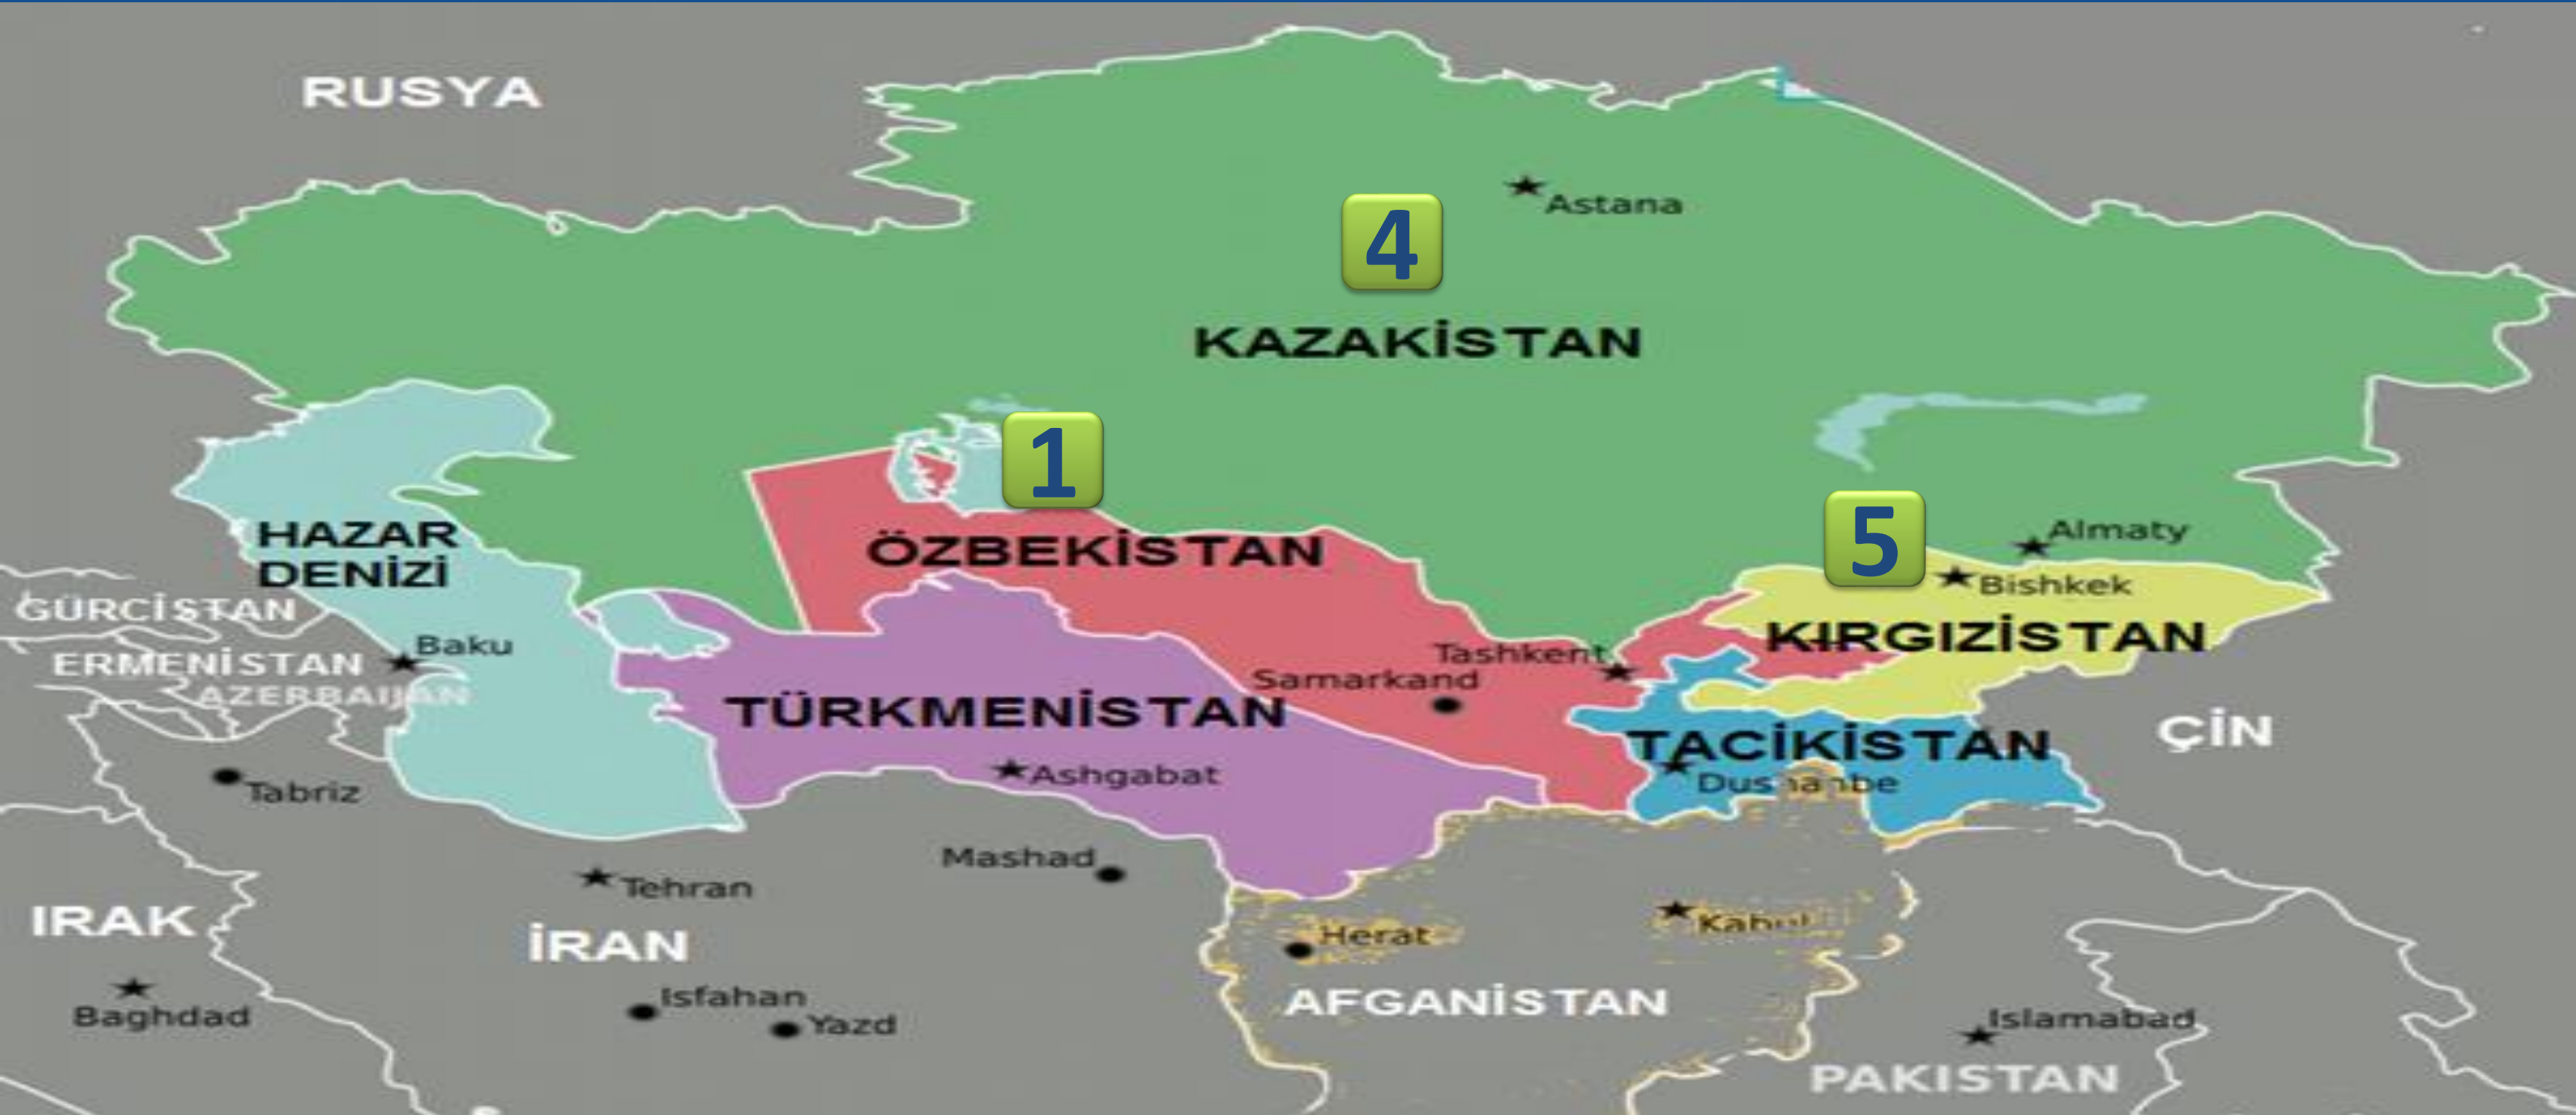 RUSYA
Astana
4
KAZAKİSTAN
1
HAZAR
DENİZİ
ÖZBEKİSTAN
5
Almaty
Bishkek
GÜRCİSTAN
KIRGIZİSTAN
Baku
ERMENİSTAN
AZERBAIJAN
Tashkent
Samarkand
TÜRKMENİSTAN
ÇİN
TACİKİSTAN
Ashgabat
Tabriz
Mashad
Tehran
IRAK
İRAN
Herat
AFGANİSTAN
Baghdad
Isfahan
Yazd
Islamabad
PAKISTAN